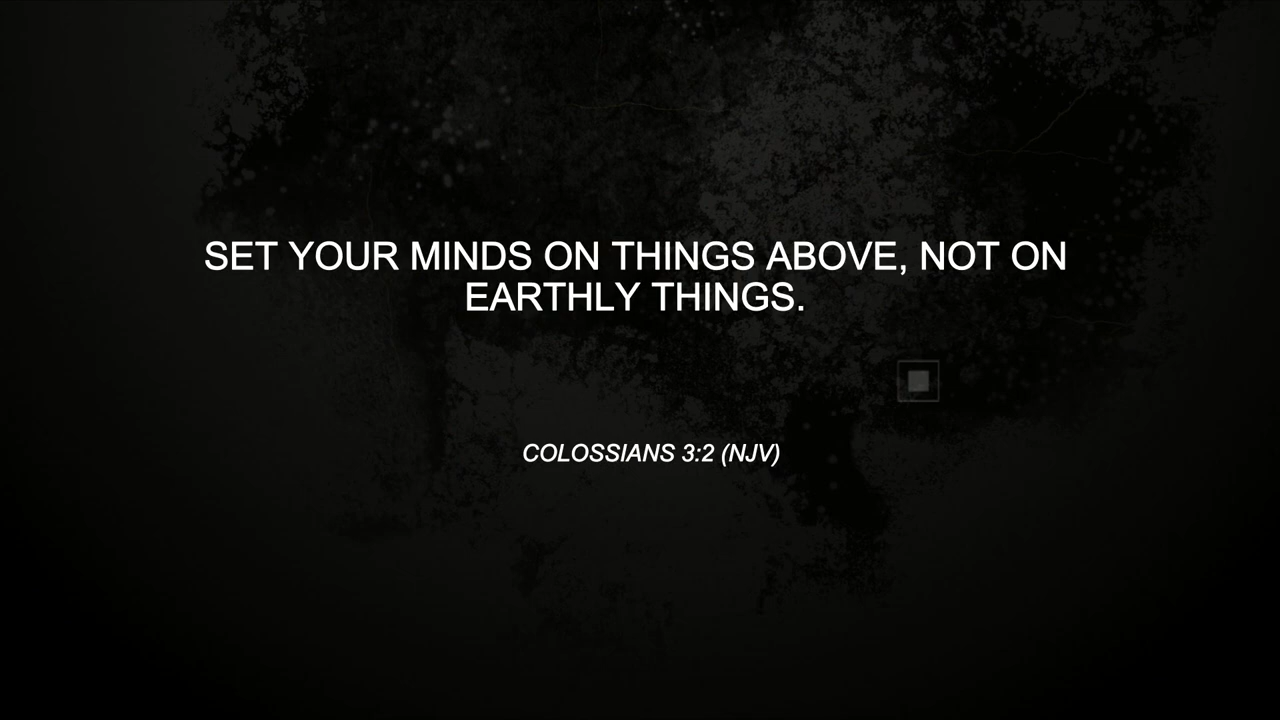 SET YOUR MINDS ON THINGS ABOVE, NOT ON
EARTHLY THINGS.
COLOSSIANS 3:2 (NJV)